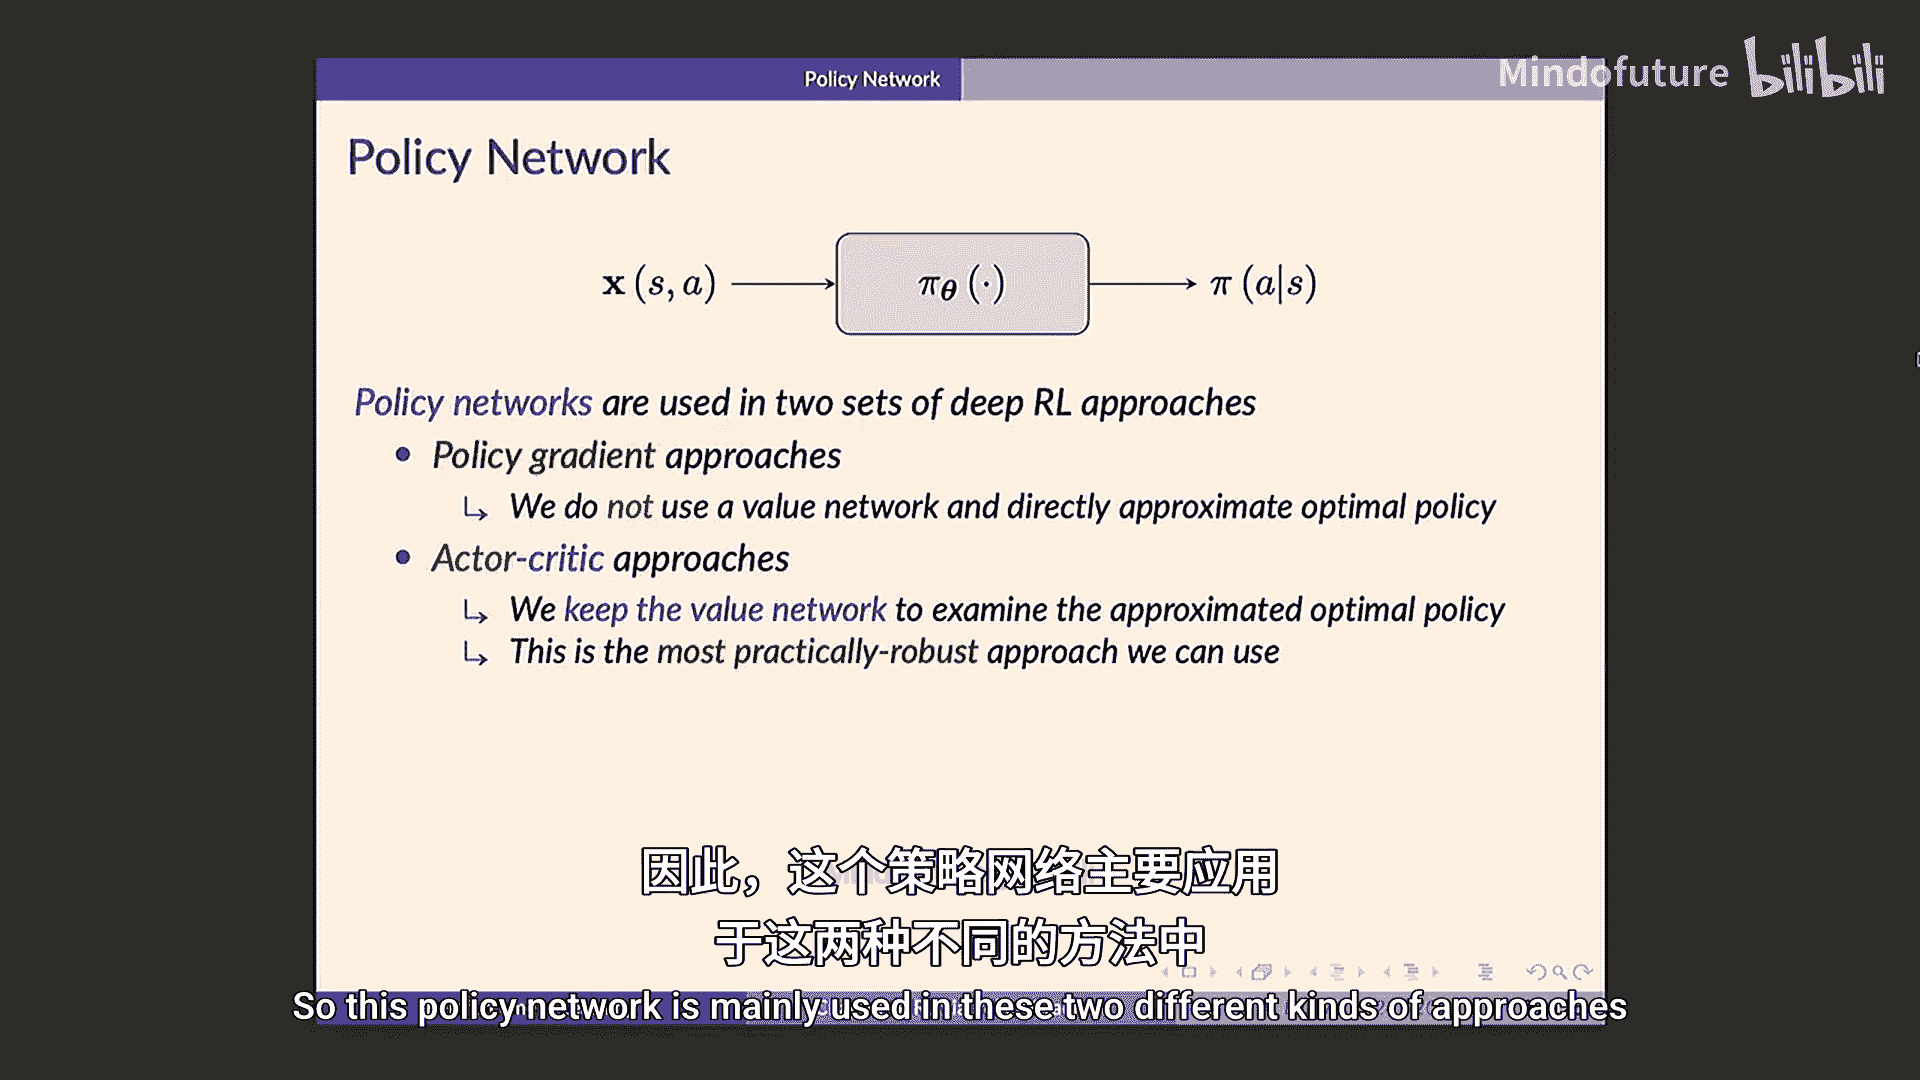 Policy Network
Mindofuture bilibili
Policy Network
x (s, a) πθ (·) π (a|s)
Policy networks are used in two sets of deep RL approaches
• Policy gradient approaches
↳ We do not use a value network and directly approximate optimal policy
• Actor-critic approaches
↳ We keep the value network to examine the approximated optimal policy
↳ This is the most practically-robust approach we can use
因此，这个策略网络主要应用
于这两种不同的方法中
So this policy network is mainly used in these two different kinds of approaches